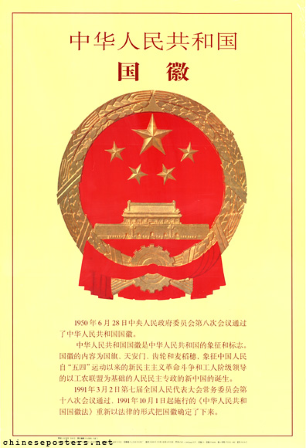 中华人民共和国
国徽
1950年6月28日中央人民政府委员会第八次会议通过
了中华人民共和国国徽。
中华人民共和国国徽是中华人民共和国的象征和标志。
国徽的内容为国旗、天安门、齿轮和麦稻穗，象征中国人民
自“五四”运动以来的新民主主义革命斗争和工人阶级领导
的以工农联盟为基础的人民民主专政的新中国的诞生。
1991年3月2日第七届全国人民代表大会常务委员会第
十八次会议通过，1991年10月1日起施行的《中华人民共和
国国徽法》重新以法律的形式把国徽确定了下来。
chineseposters.net